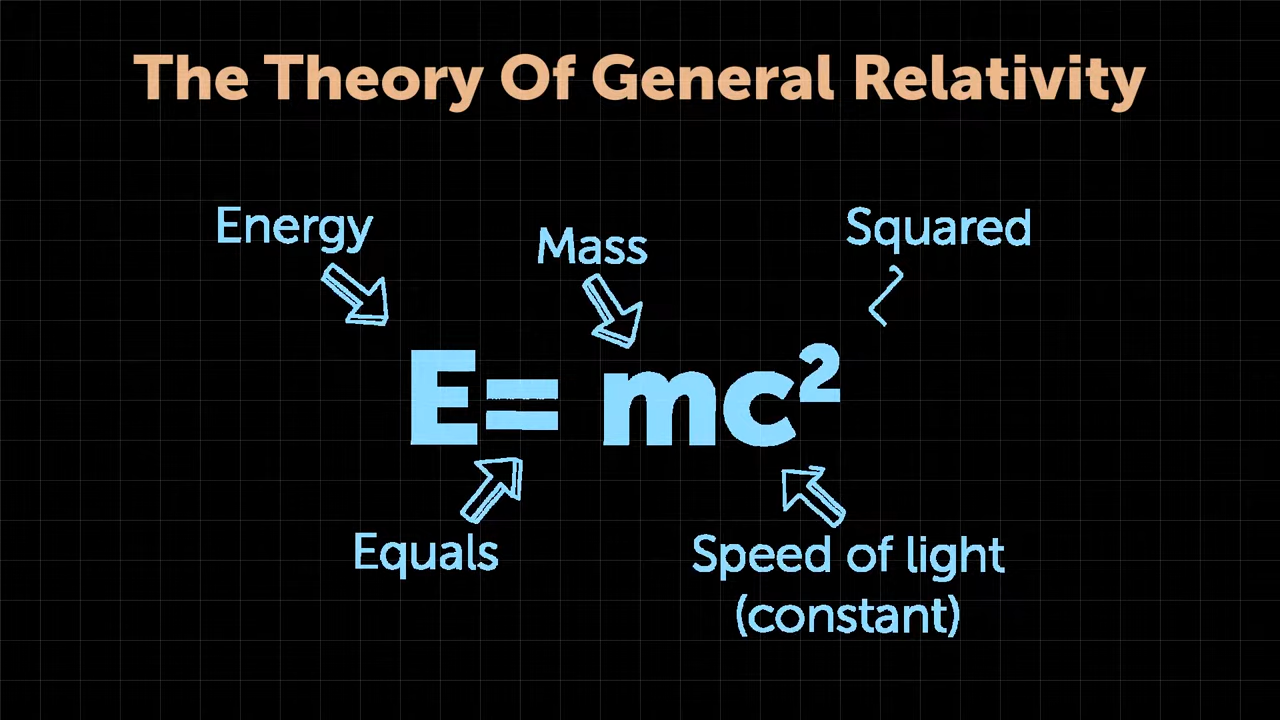 The Theory Of General Relativity
Energy
Mass
Squared
E= mc²
Equals
Speed of light
(constant)